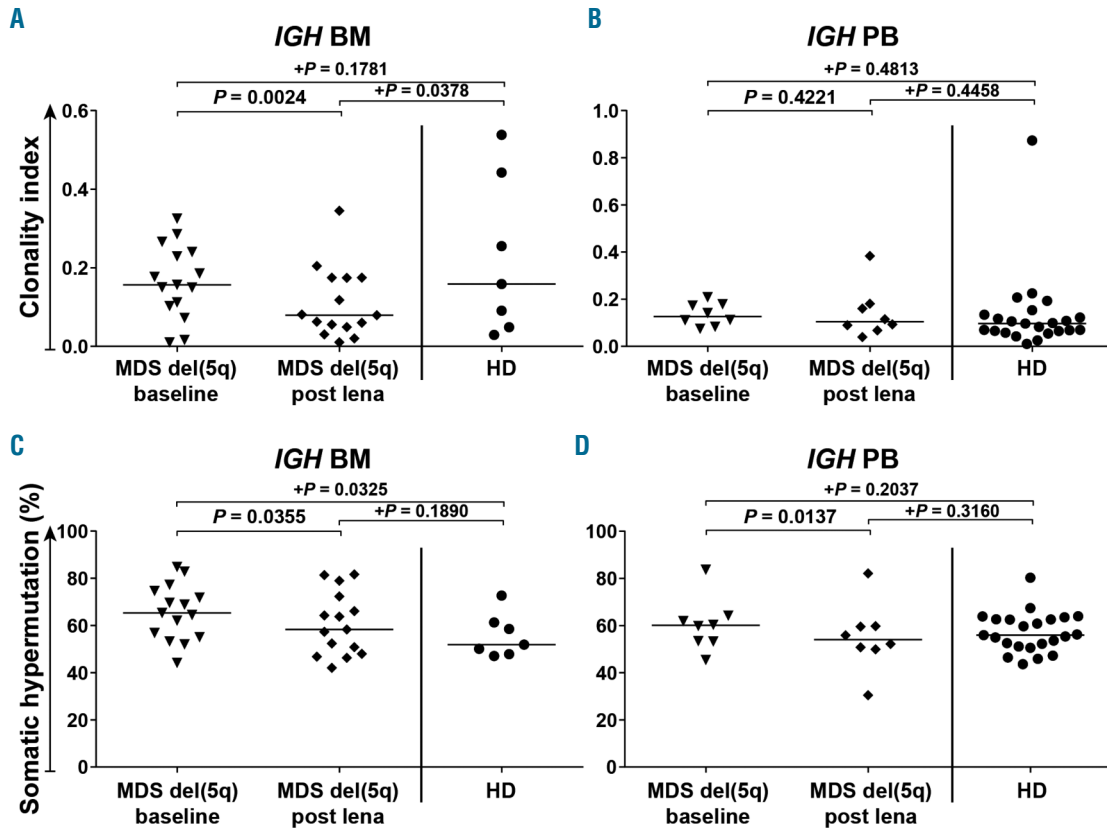 A
IGH BM
+P = 0.1781
P = 0.0024
+P = 0.0378
Clonality index
0.6
0.4
0.2
0.0
MDS del(5q)
baseline
MDS del(5q)
post lena
HD
B
IGH PB
+P = 0.4813
P = 0.4221
+P = 0.4458
1.0
0.8
0.6
0.4
0.2
0.0
MDS del(5q)
baseline
MDS del(5q)
post lena
HD
C
IGH BM
+P = 0.0325
P = 0.0355
+P = 0.1890
Somatic hypermutation (%)
100
80
60
40
20
0
MDS del(5q)
baseline
MDS del(5q)
post lena
HD
D
IGH PB
+P = 0.2037
P = 0.0137
+P = 0.3160
100
80
60
40
20
0
MDS del(5q)
baseline
MDS del(5q)
post lena
HD